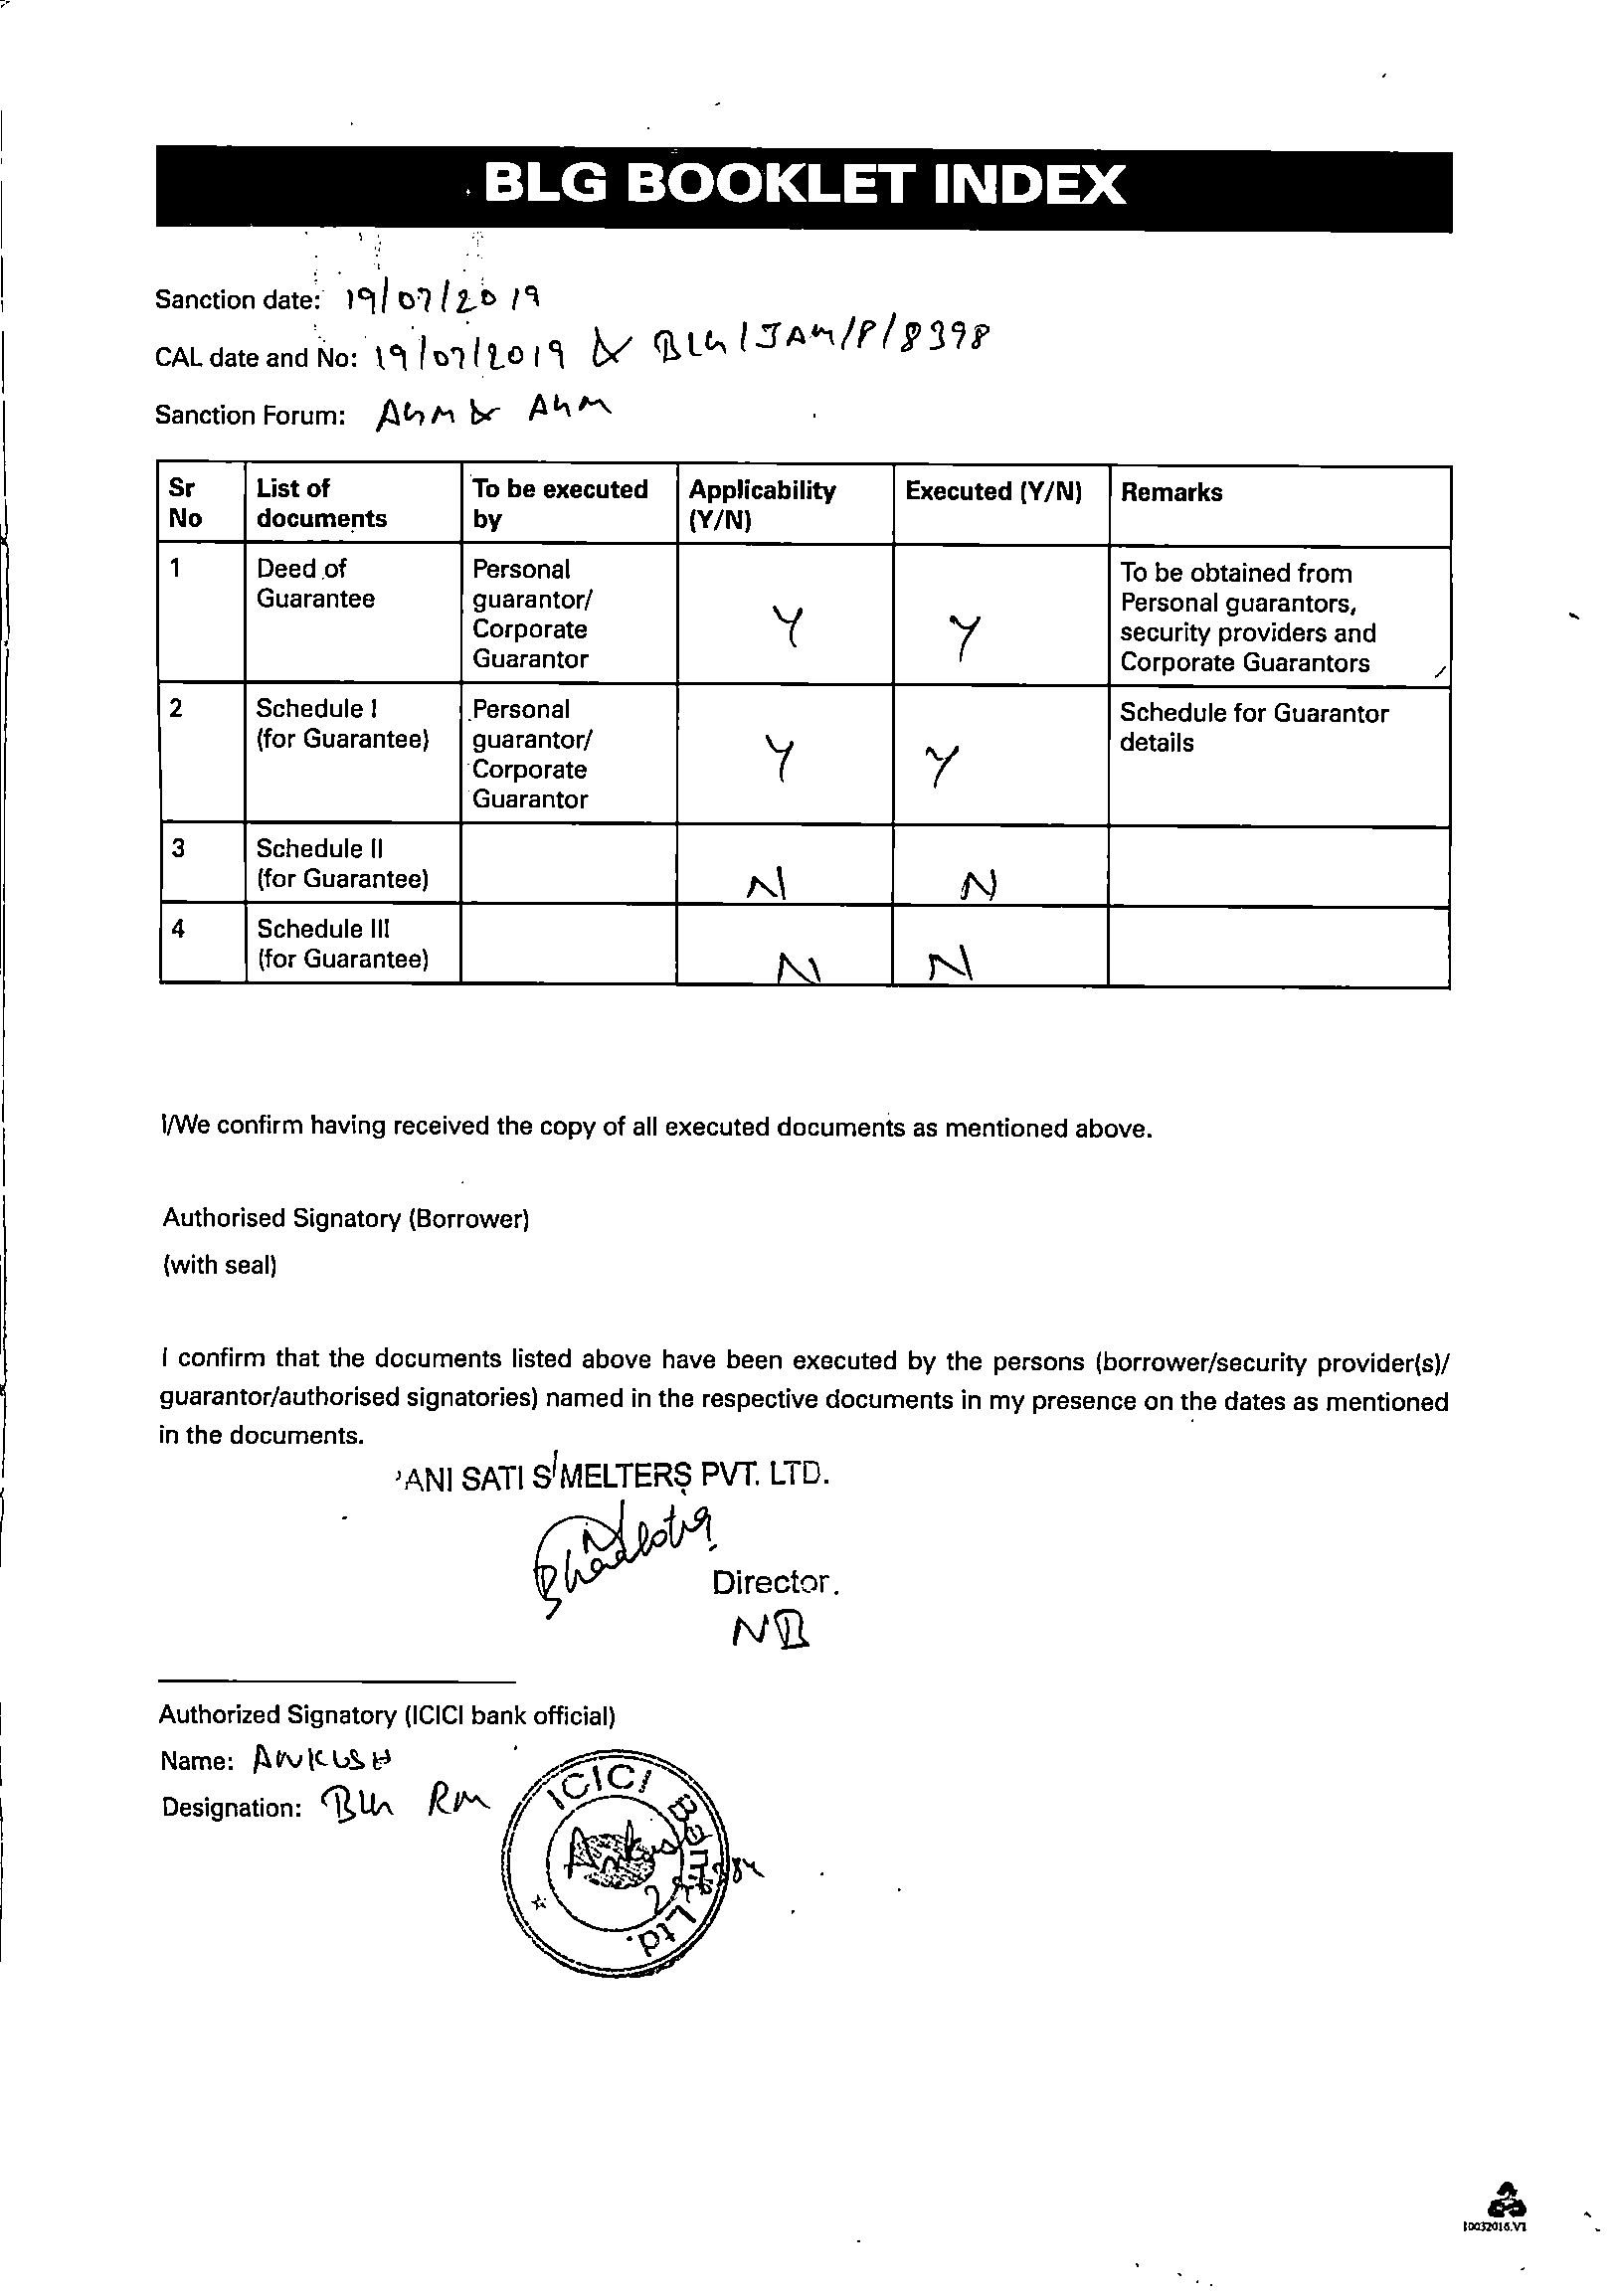 BLG BOOKLET INDEX
Sanction date: 19/07/2019
CAL date and No: 19/07/2019 & BLG/JAM/P/8398
Sanction Forum: AGM & AGM
Sr No
List of documents
To be executed by
Applicability (Y/N)
Executed (Y/N)
Remarks
1
Deed of Guarantee
Personal guarantor/ Corporate Guarantor
Y
Y
To be obtained from Personal guarantors, security providers and Corporate Guarantors
2
Schedule I (for Guarantee)
Personal guarantor/ Corporate Guarantor
Y
Y
Schedule for Guarantor details
3
Schedule II (for Guarantee)
N
N
4
Schedule III (for Guarantee)
N
N
I/We confirm having received the copy of all executed documents as mentioned above.
Authorised Signatory (Borrower)
(with seal)
I confirm that the documents listed above have been executed by the persons (borrower/security provider(s)/
guarantor/authorised signatories) named in the respective documents in my presence on the dates as mentioned
in the documents.
ANI SATI SMELTERS PVT. LTD.
Director.
NB
Authorized Signatory (ICICI bank official)
Name: ANKUSH
Designation: BLG RM
ICICI Bank Ltd.
10032016.V1